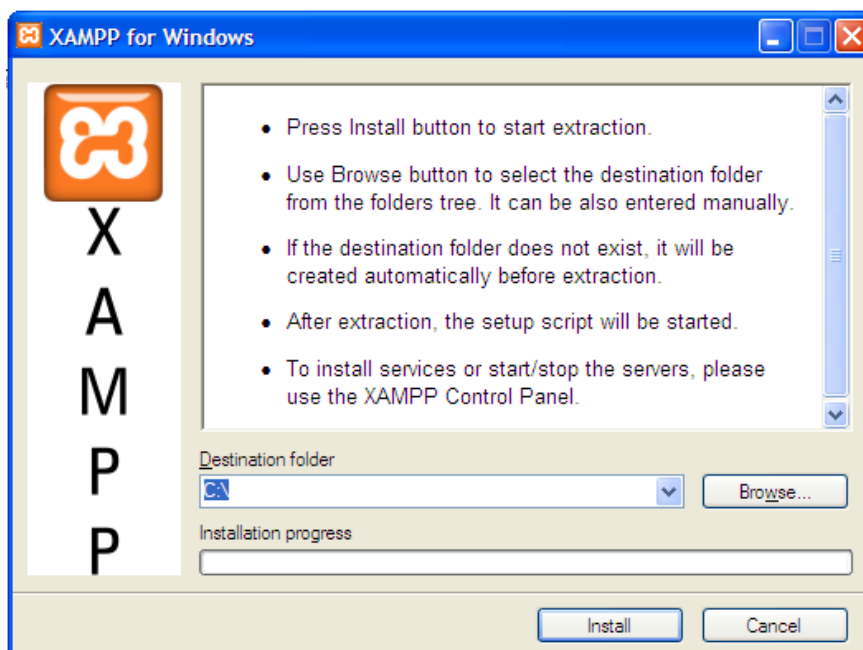 XAMPP for Windows
X
A
M
P
P
• Press Install button to start extraction.
• Use Browse button to select the destination folder
from the folders tree. It can be also entered manually.
• If the destination folder does not exist, it will be
created automatically before extraction.
• After extraction, the setup script will be started.
• To install services or start/stop the servers, please
use the XAMPP Control Panel.
Destination folder
C:\
Browse...
Installation progress
Install
Cancel